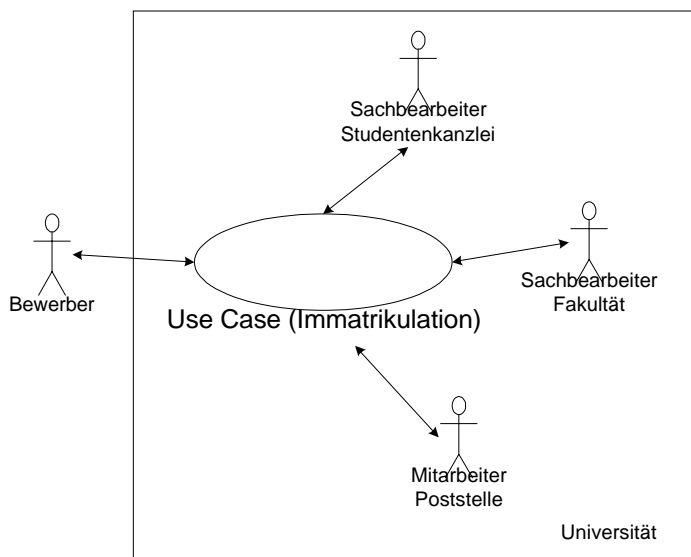 Sachbearbeiter
Studentenkanzlei
Bewerber
Sachbearbeiter
Fakultät
Use Case (Immatrikulation)
Mitarbeiter
Poststelle
Universität